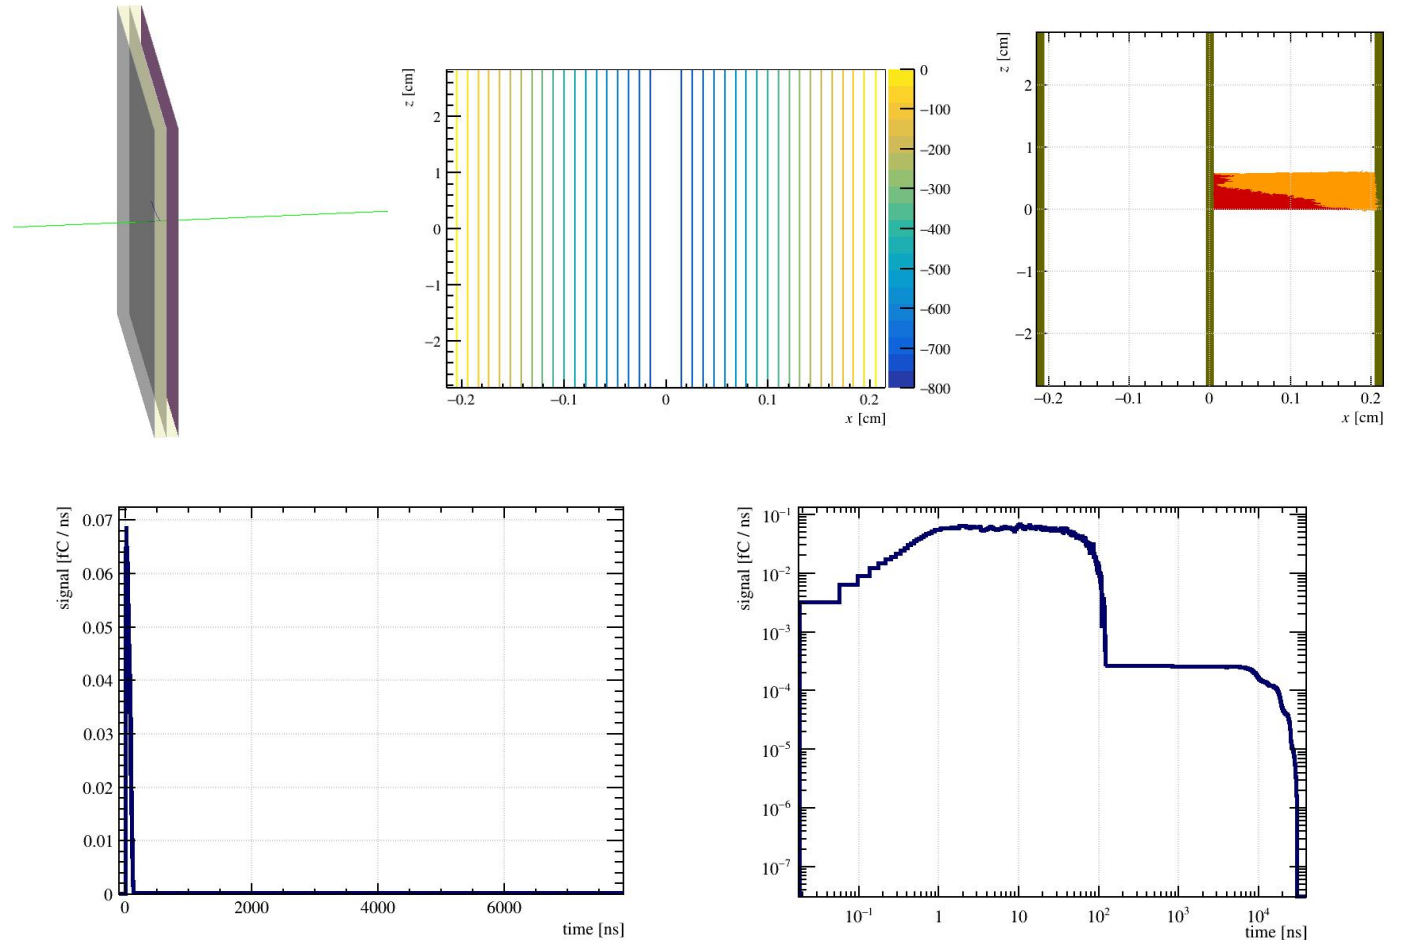 z [cm]
2
1
0
−1
−2
−0.2 −0.1 0 0.1 0.2
x [cm]
0
−100
−200
−300
−400
−500
−600
−700
−800
z [cm]
2
1
0
−1
−2
−0.2 −0.1 0 0.1 0.2
x [cm]
signal [fC / ns]
0.07
0.06
0.05
0.04
0.03
0.02
0.01
0
0 2000 4000 6000
time [ns]
signal [fC / ns]
10⁻¹
10⁻²
10⁻³
10⁻⁴
10⁻⁵
10⁻⁶
10⁻⁷
10⁻¹ 1 10 10² 10³ 10⁴
time [ns]